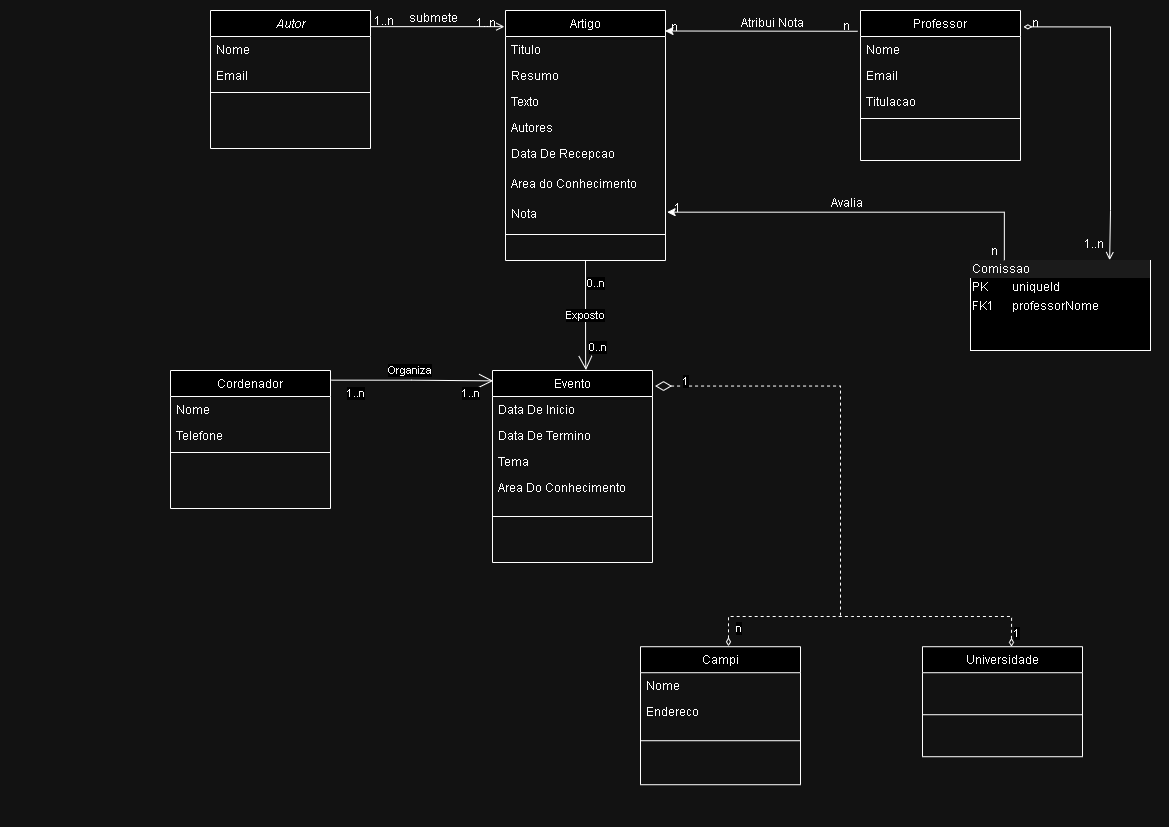 Autor
Nome
Email
1..n
submete
1..n
Artigo
Titulo
Resumo
Texto
Autores
Data De Recepcao
Area do Conhecimento
Nota
n
Atribui Nota
n
Professor
Nome
Email
Titulacao
n
1..n
1
Avalia
n
Comissao
PK uniqueId
FK1 professorNome
0..n
Exposto
0..n
Cordenador
Nome
Telefone
Organiza
1..n
1..n
Evento
Data De Inicio
Data De Termino
Tema
Area Do Conhecimento
1
n
1
Campi
Nome
Endereco
Universidade